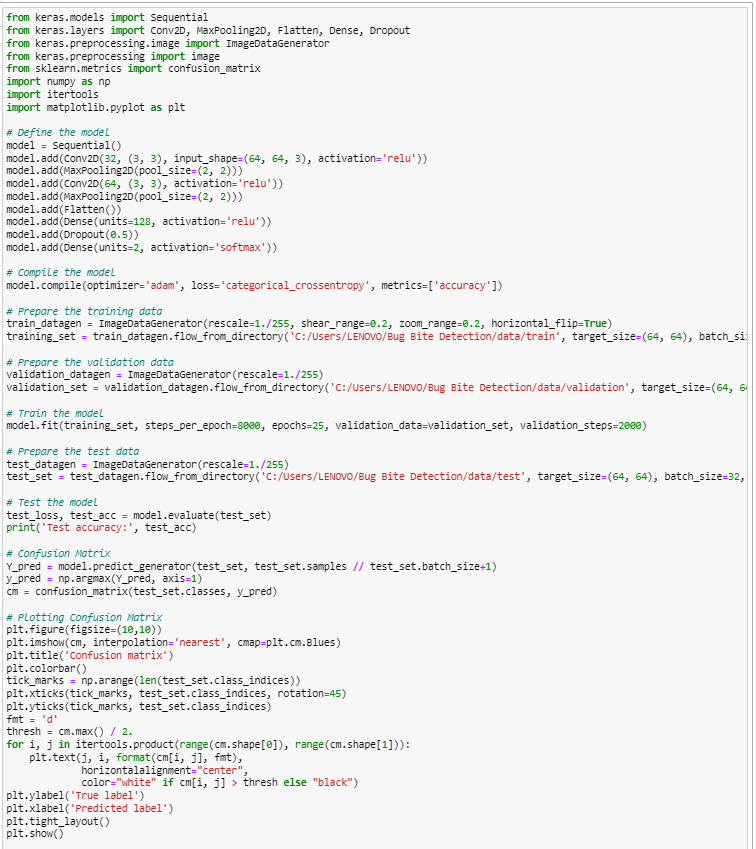 from keras.models import Sequential
from keras.layers import Conv2D, MaxPooling2D, Flatten, Dense, Dropout
from keras.preprocessing.image import ImageDataGenerator
from keras.preprocessing import image
from sklearn.metrics import confusion_matrix
import numpy as np
import itertools
import matplotlib.pyplot as plt
# Define the model
model = Sequential()
model.add(Conv2D(32, (3, 3), input_shape=(64, 64, 3), activation='relu'))
model.add(MaxPooling2D(pool_size=(2, 2)))
model.add(Conv2D(64, (3, 3), activation='relu'))
model.add(MaxPooling2D(pool_size=(2, 2)))
model.add(Flatten())
model.add(Dense(units=128, activation='relu'))
model.add(Dropout(0.5))
model.add(Dense(units=2, activation='softmax'))
# Compile the model
model.compile(optimizer='adam', loss='categorical_crossentropy', metrics=['accuracy'])
# Prepare the training data
train_datagen = ImageDataGenerator(rescale=1./255, shear_range=0.2, zoom_range=0.2, horizontal_flip=True)
training_set = train_datagen.flow_from_directory('C:/Users/LENOVO/Bug Bite Detection/data/train', target_size=(64, 64), batch_si
# Prepare the validation data
validation_datagen = ImageDataGenerator(rescale=1./255)
validation_set = validation_datagen.flow_from_directory('C:/Users/LENOVO/Bug Bite Detection/data/validation', target_size=(64, 64
# Train the model
model.fit(training_set, steps_per_epoch=8000, epochs=25, validation_data=validation_set, validation_steps=2000)
# Prepare the test data
test_datagen = ImageDataGenerator(rescale=1./255)
test_set = test_datagen.flow_from_directory('C:/Users/LENOVO/Bug Bite Detection/data/test', target_size=(64, 64), batch_size=32,
# Test the model
test_loss, test_acc = model.evaluate(test_set)
print('Test accuracy:', test_acc)
# Confusion Matrix
Y_pred = model.predict_generator(test_set, test_set.samples // test_set.batch_size+1)
y_pred = np.argmax(Y_pred, axis=1)
cm = confusion_matrix(test_set.classes, y_pred)
# Plotting Confusion Matrix
plt.figure(figsize=(10,10))
plt.imshow(cm, interpolation='nearest', cmap=plt.cm.Blues)
plt.title('Confusion matrix')
plt.colorbar()
tick_marks = np.arange(len(test_set.class_indices))
plt.xticks(tick_marks, test_set.class_indices, rotation=45)
plt.yticks(tick_marks, test_set.class_indices)
fmt = 'd'
thresh = cm.max() / 2.
for i, j in itertools.product(range(cm.shape[0]), range(cm.shape[1])):
    plt.text(j, i, format(cm[i, j], fmt),
             horizontalalignment="center",
             color="white" if cm[i, j] > thresh else "black")
plt.ylabel('True label')
plt.xlabel('Predicted label')
plt.tight_layout()
plt.show()